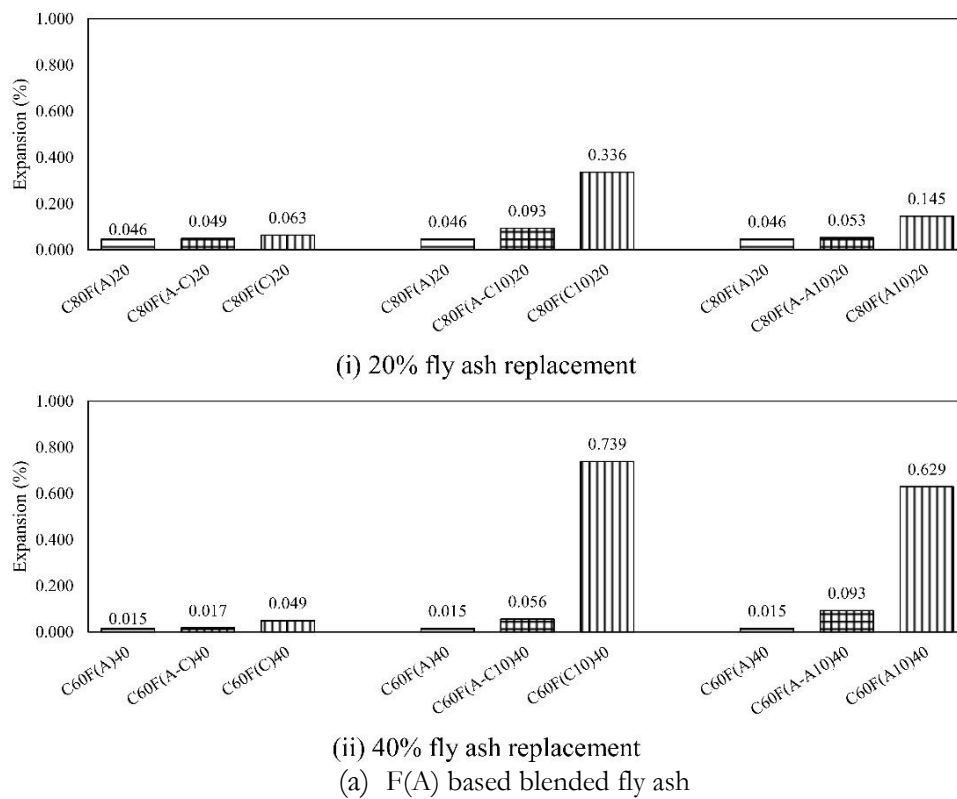 1.000
0.800
0.600
0.400
0.200
0.000
Expansion (%)
0.046
0.049
0.063
0.046
0.093
0.336
0.046
0.053
0.145
C80F(A)20
C80F(A-C)20
C80F(C)20
C80F(A)20
C80F(A-C10)20
C80F(C10)20
C80F(A)20
C80F(A-A10)20
C80F(A10)20
(i) 20% fly ash replacement
1.000
0.800
0.600
0.400
0.200
0.000
Expansion (%)
0.015
0.017
0.049
0.015
0.056
0.739
0.015
0.093
0.629
C60F(A)40
C60F(A-C)40
C60F(C)40
C60F(A)40
C60F(A-C10)40
C60F(C10)40
C60F(A)40
C60F(A-A10)40
C60F(A10)40
(ii) 40% fly ash replacement
(a) F(A) based blended fly ash